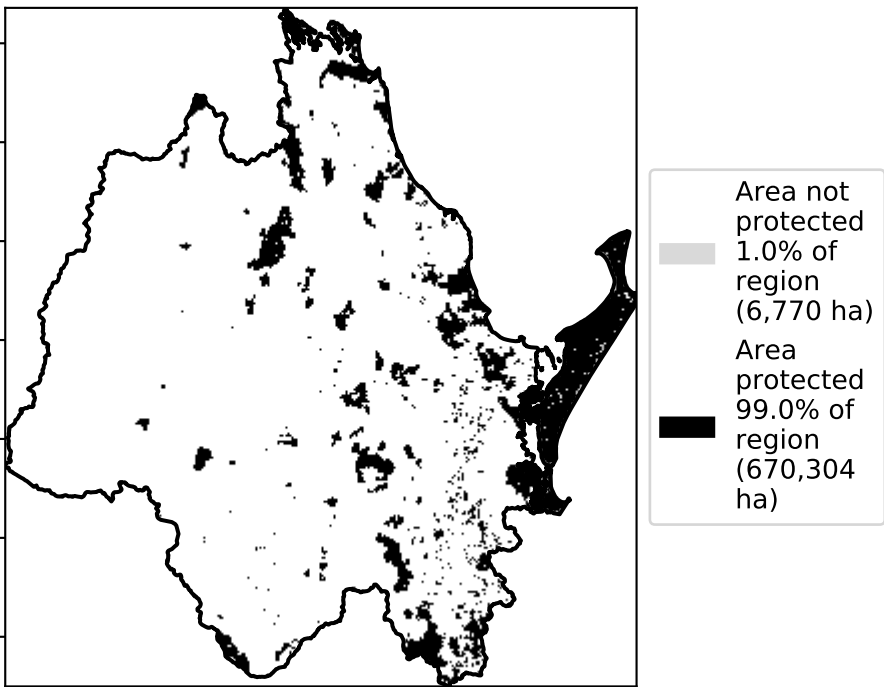 Area not
protected
1.0% of
region
(6,770 ha)
Area
protected
99.0% of
region
(670,304
ha)